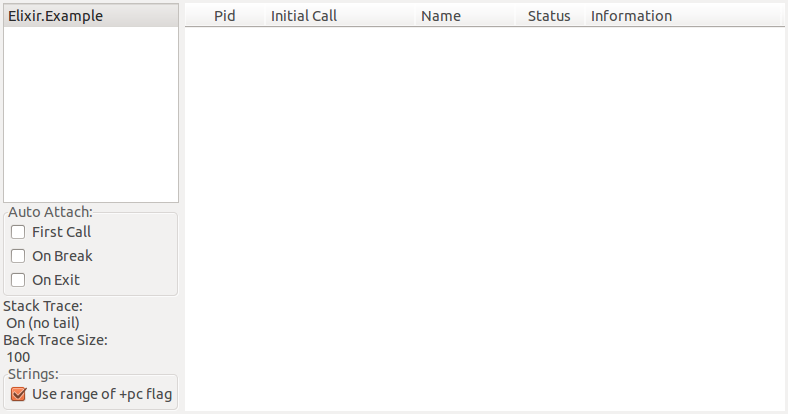 Elixir.Example
Pid Initial Call Name Status Information
Auto Attach:
First Call
On Break
On Exit
Stack Trace:
On (no tail)
Back Trace Size:
100
Strings:
Use range of +pc flag